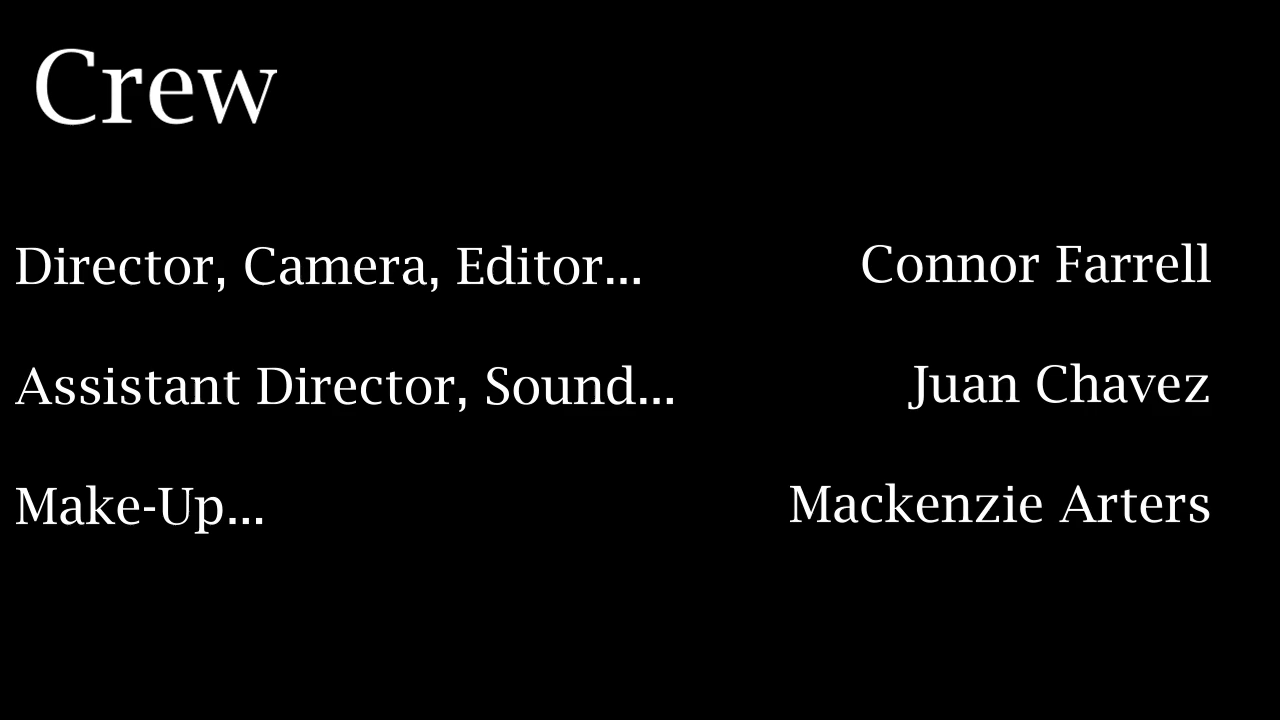 Crew
Director, Camera, Editor... Connor Farrell
Assistant Director, Sound... Juan Chavez
Make-Up... Mackenzie Arters